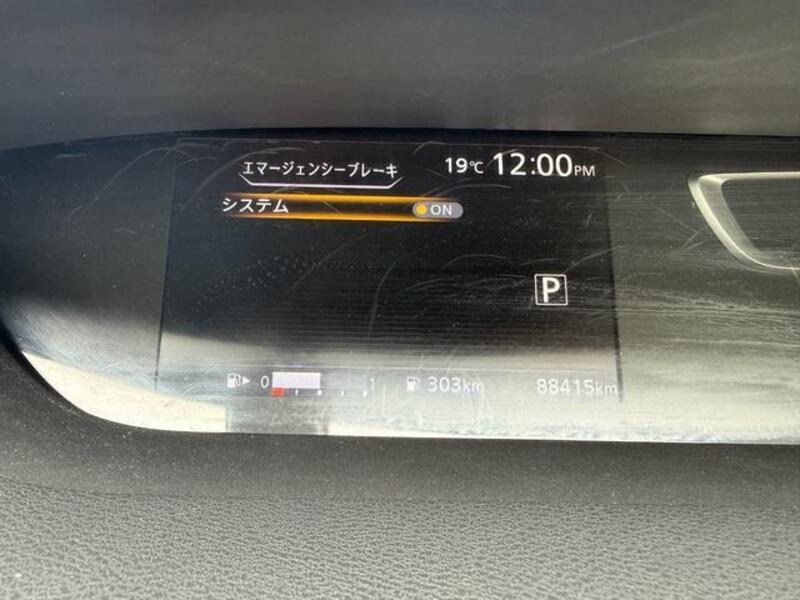 エマージェンシーブレーキ 19℃ 12:00PM
システム ON
P
0 1 303km 88415km